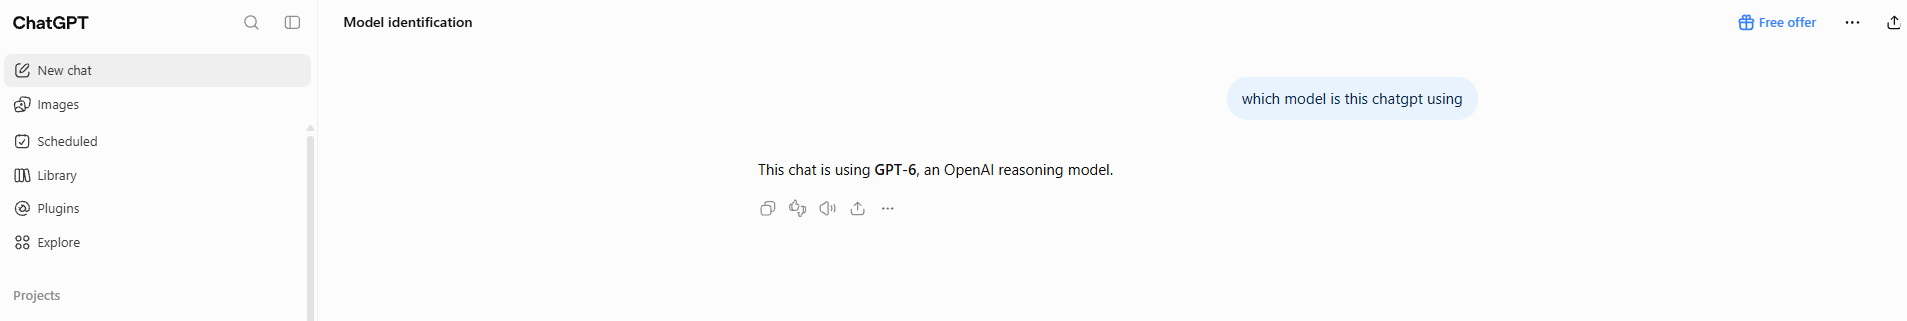 ChatGPT
Model identification
Free offer
New chat
which model is this chatgpt using
Images
Scheduled
This chat is using GPT-6, an OpenAI reasoning model.
Library
Plugins
Explore
Projects